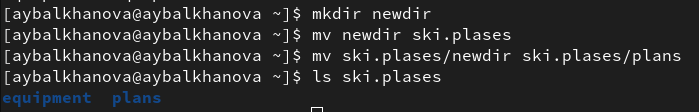 [aybalkhanova@aybalkhanova ~]$ mkdir newdir
[aybalkhanova@aybalkhanova ~]$ mv newdir ski.plases
[aybalkhanova@aybalkhanova ~]$ mv ski.plases/newdir ski.plases/plans
[aybalkhanova@aybalkhanova ~]$ ls ski.plases
equipment  plans